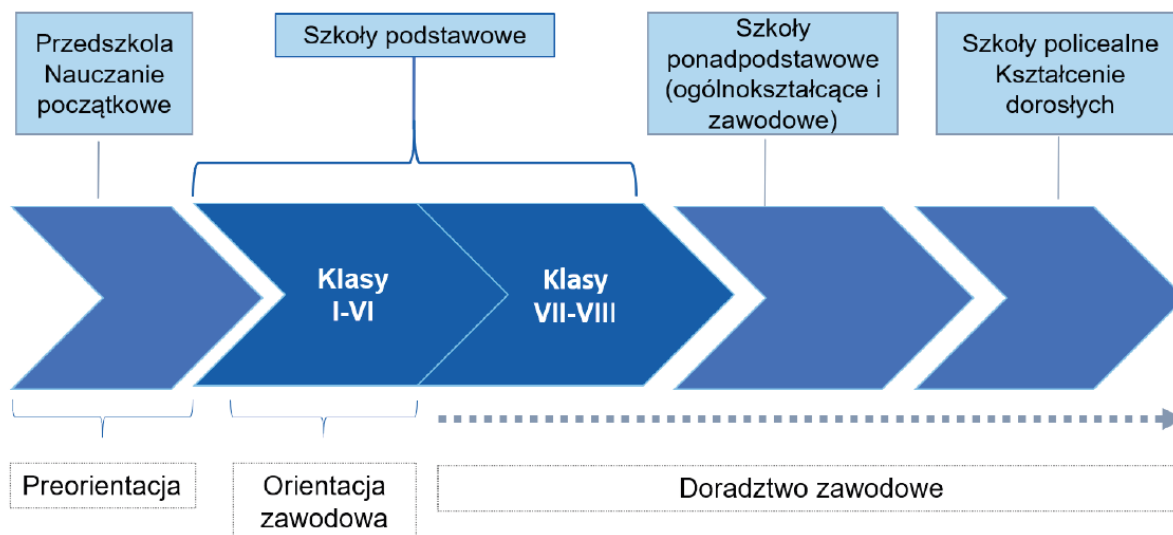 Przedszkola
Nauczanie
początkowe
Szkoły podstawowe
Szkoły
ponadpodstawowe
(ogólnokształcące i
zawodowe)
Szkoły policealne
Kształcenie
dorosłych
Klasy
I-VI
Klasy
VII-VIII
Preorientacja
Orientacja
zawodowa
Doradztwo zawodowe